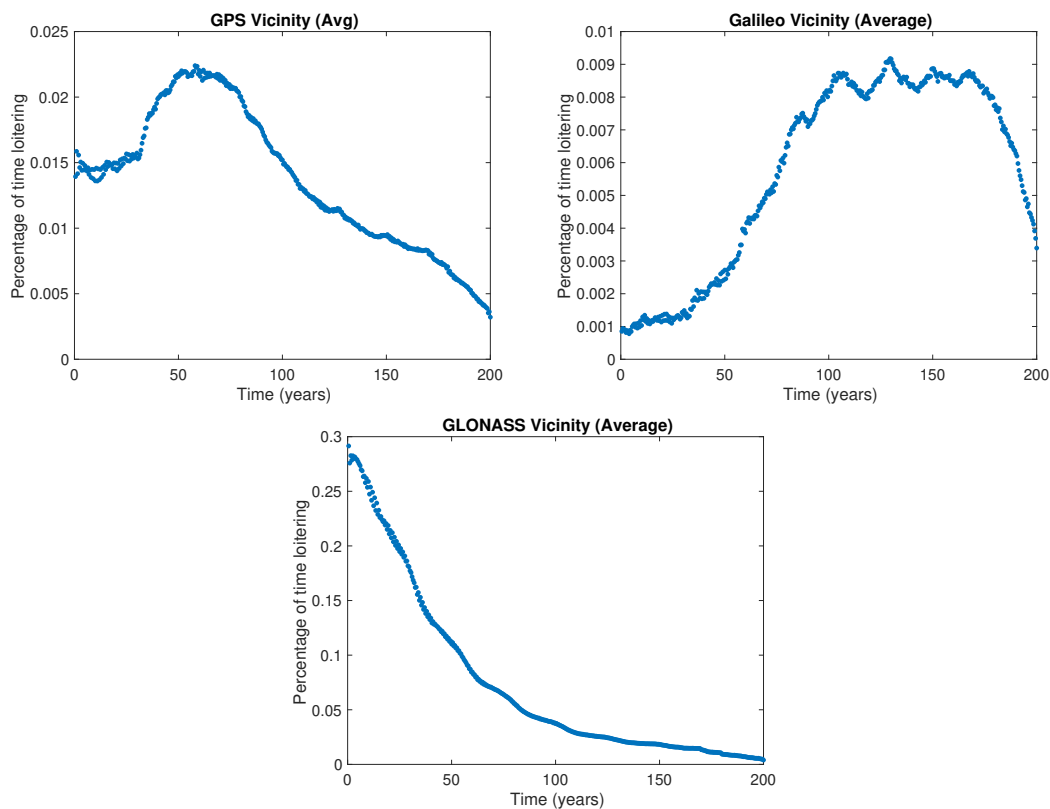 GPS Vicinity (Avg)
0.025
0.02
0.015
0.01
0.005
0
Percentage of time loitering
0 50 100 150 200
Time (years)
Galileo Vicinity (Average)
0.01
0.009
0.008
0.007
0.006
0.005
0.004
0.003
0.002
0.001
0
Percentage of time loitering
0 50 100 150 200
Time (years)
GLONASS Vicinity (Average)
0.3
0.25
0.2
0.15
0.1
0.05
0
Percentage of time loitering
0 50 100 150 200
Time (years)